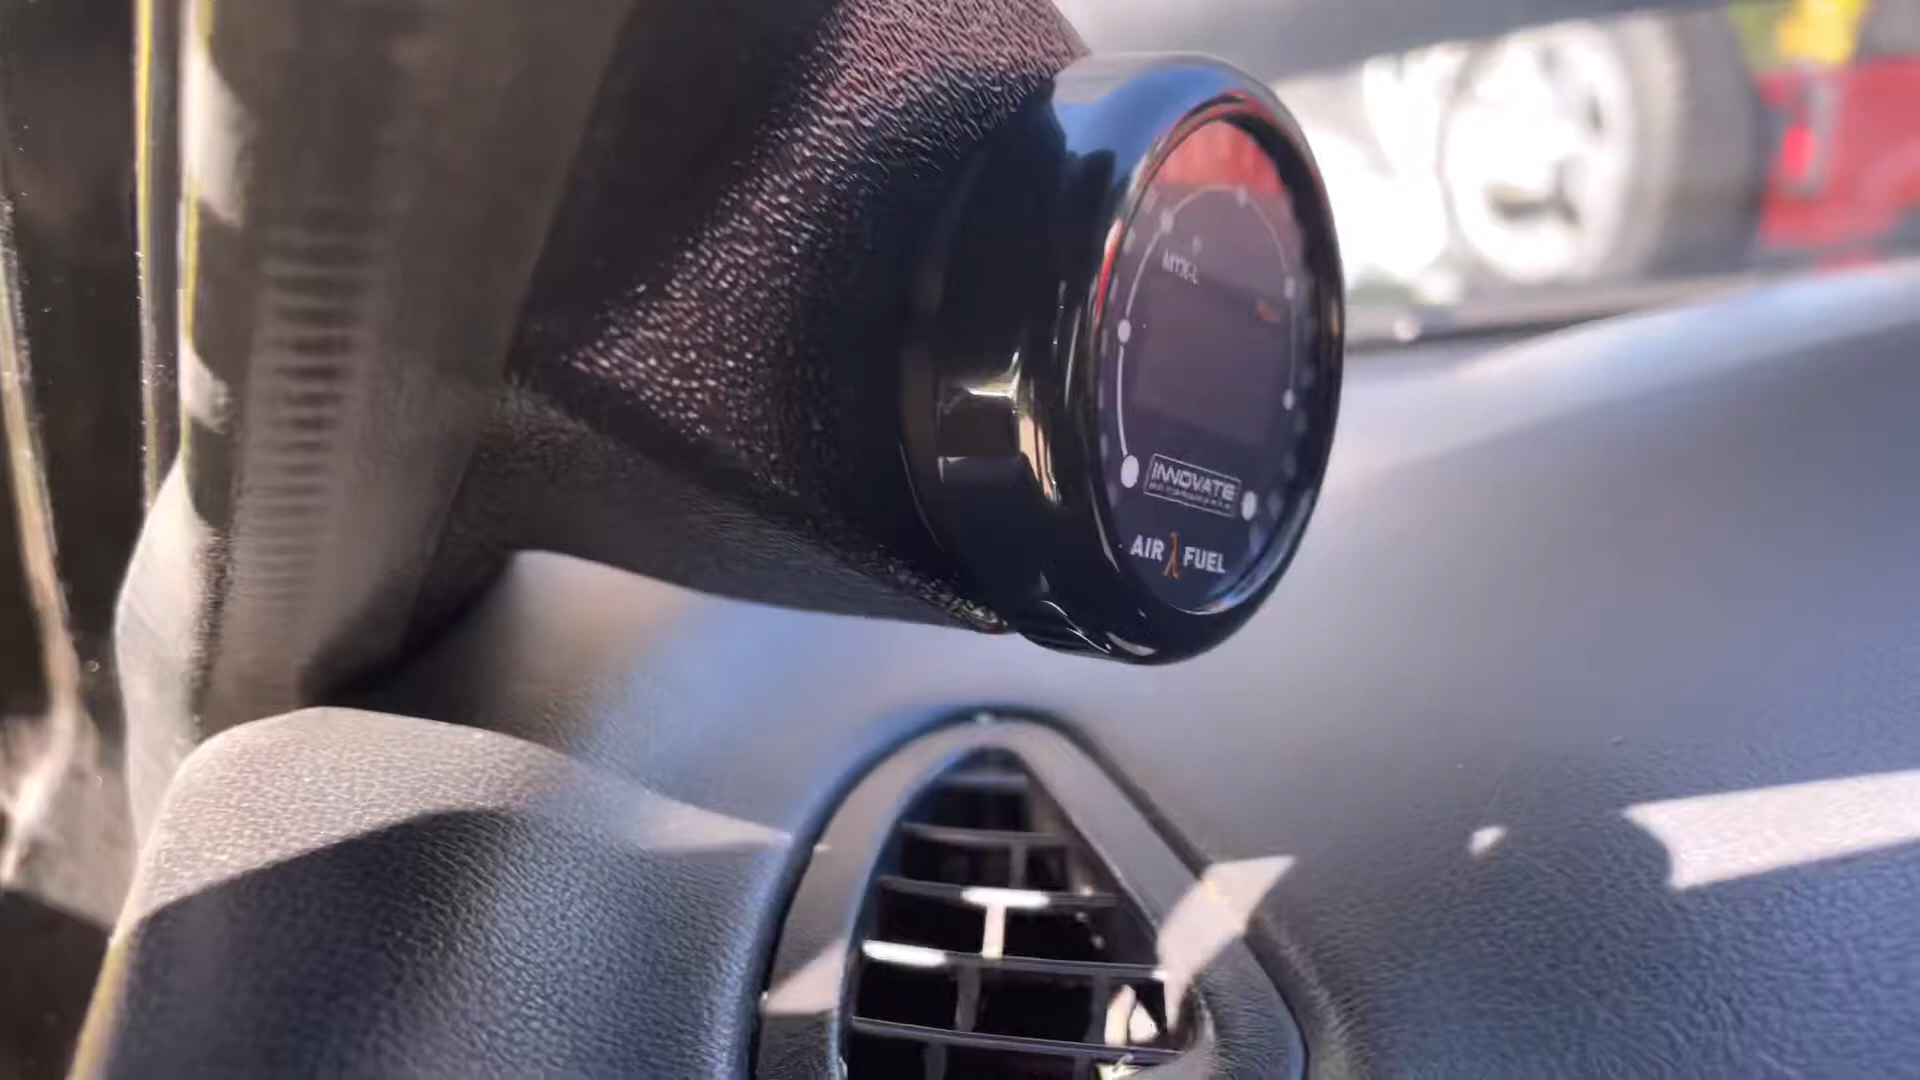 MTX-L
INNOVATE
AIR λ FUEL